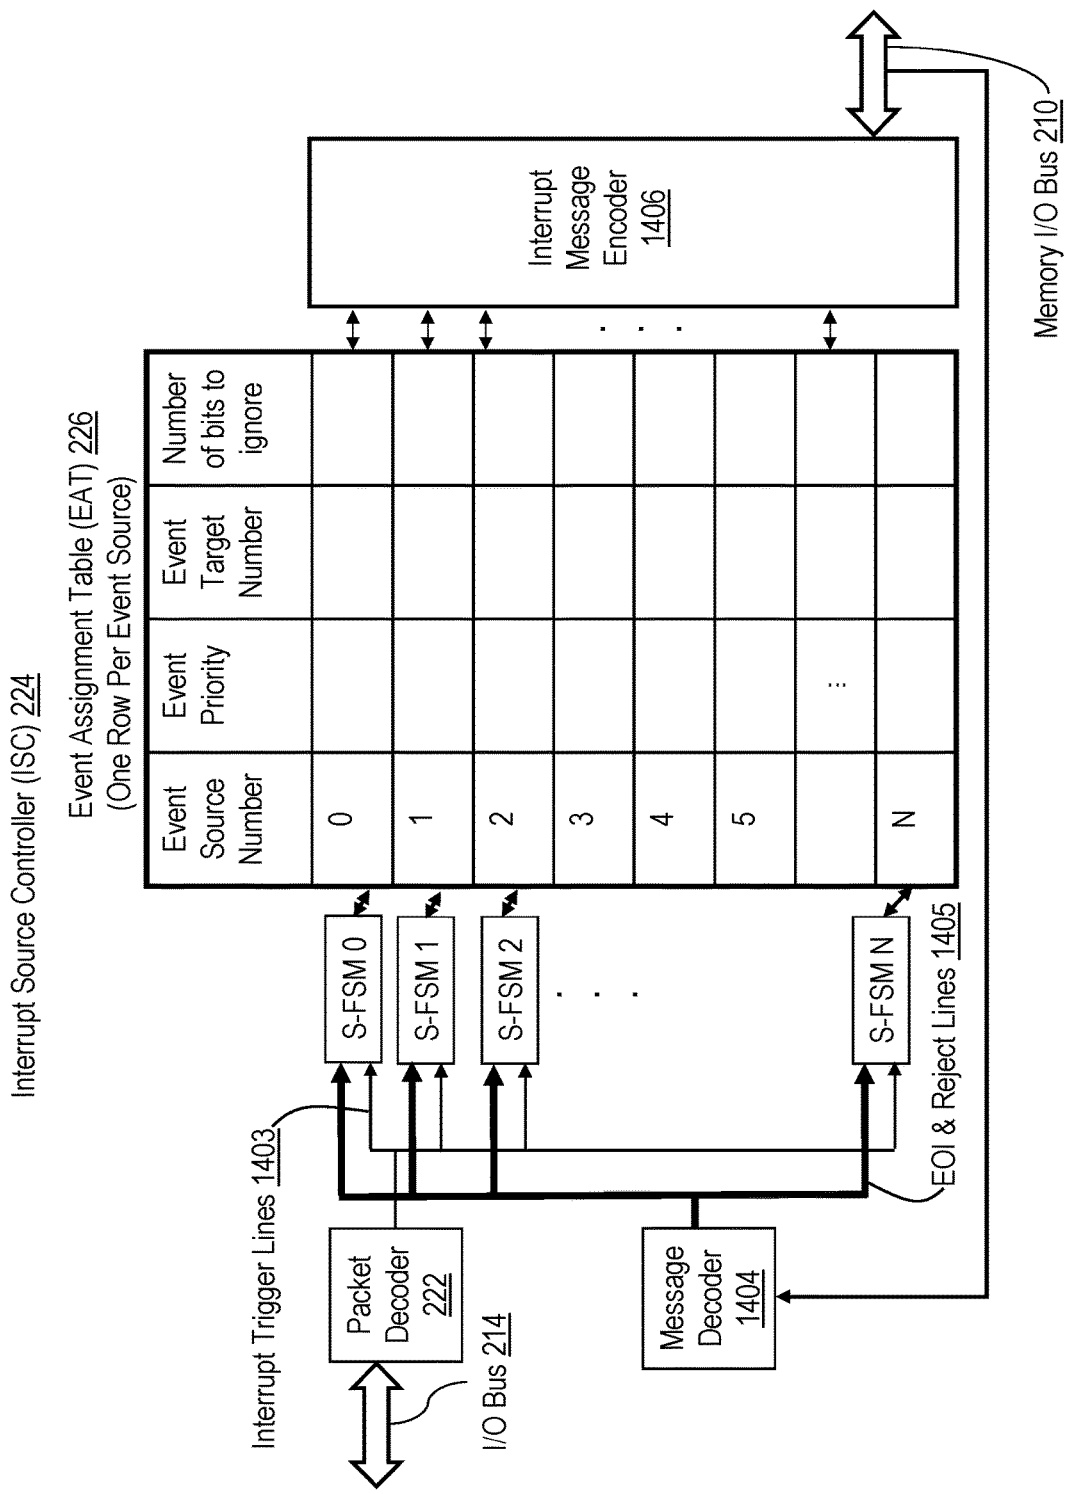 Interrupt Source Controller (ISC) 224
Event Assignment Table (EAT) 226
(One Row Per Event Source)
Interrupt Trigger Lines 1403
I/O Bus 214
Packet
Decoder
222
Message
Decoder
1404
S-FSM 0
S-FSM 1
S-FSM 2
. . .
S-FSM N
EOI & Reject Lines 1405
Event
Source
Number
Event
Priority
Event
Target
Number
Number
of bits to
ignore
0
1
2
3
4
5
...
N
. . .
Interrupt
Message
Encoder
1406
Memory I/O Bus 210